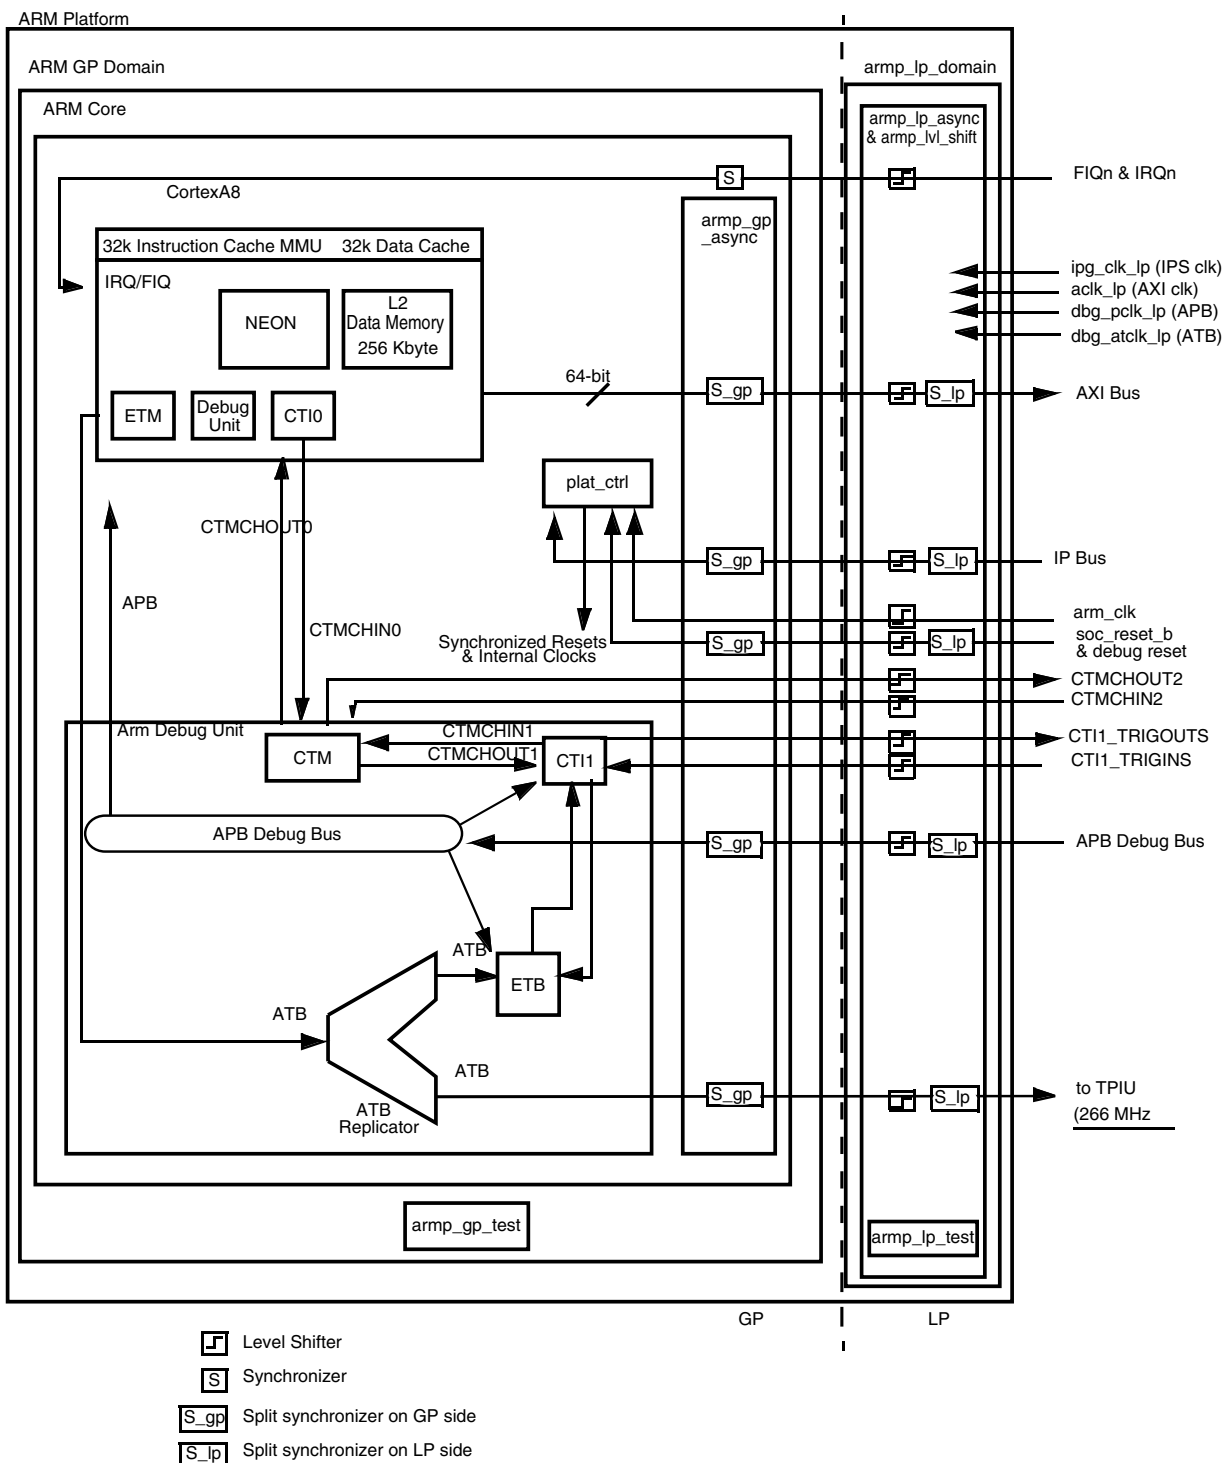 ARM Platform
ARM GP Domain
armp_lp_domain
ARM Core
armp_lp_async
& armp_lvl_shift
FIQn & IRQn
S
CortexA8
armp_gp
_async
32k Instruction Cache MMU 32k Data Cache
IRQ/FIQ
ipg_clk_lp (IPS clk)
aclk_lp (AXI clk)
dbg_pclk_lp (APB)
dbg_atclk_lp (ATB)
NEON
L2
Data Memory
256 Kbyte
64-bit
S_gp
S_lp
AXI Bus
ETM
Debug
Unit
CTI0
plat_ctrl
CTMCHOUT0
S_gp
S_lp
IP Bus
APB
CTMCHIN0
Synchronized Resets
& Internal Clocks
arm_clk
S_gp
S_lp
soc_reset_b
& debug reset
CTMCHOUT2
CTMCHIN2
Arm Debug Unit
CTM
CTMCHIN1
CTMCHOUT1
CTI1
CTI1_TRIGOUTS
CTI1_TRIGINS
APB Debug Bus
S_gp
S_lp
APB Debug Bus
ATB
ETB
ATB
ATB
ATB
Replicator
S_gp
S_lp
to TPIU
(266 MHz
armp_gp_test
armp_lp_test
GP
LP
Level Shifter
S Synchronizer
S_gp Split synchronizer on GP side
S_lp Split synchronizer on LP side